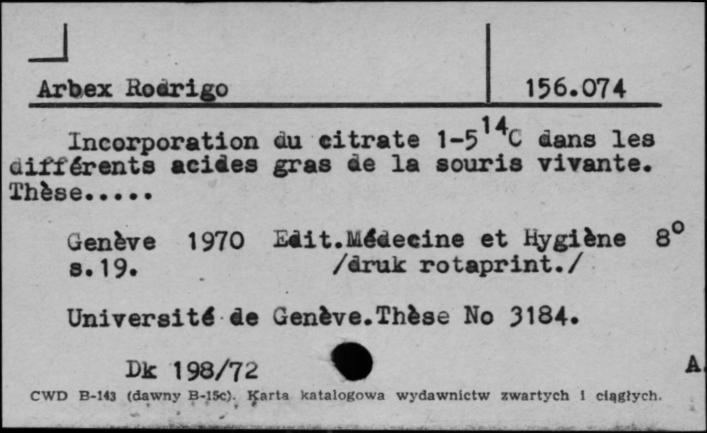 Arbex Rodrigo 156.074
Incorporation du citrate 1-5¹⁴C dans les
différents acides gras de la souris vivante.
Thèse.....
Genève 1970 Edit.Médecine et Hygiène 8°
s.19. /druk rotaprint./
Université de Genève.Thèse No 3184.
Dk 198/72 A.
CWD B-143 (dawny B-15c). Karta katalogowa wydawnictw zwartych i ciągłych.